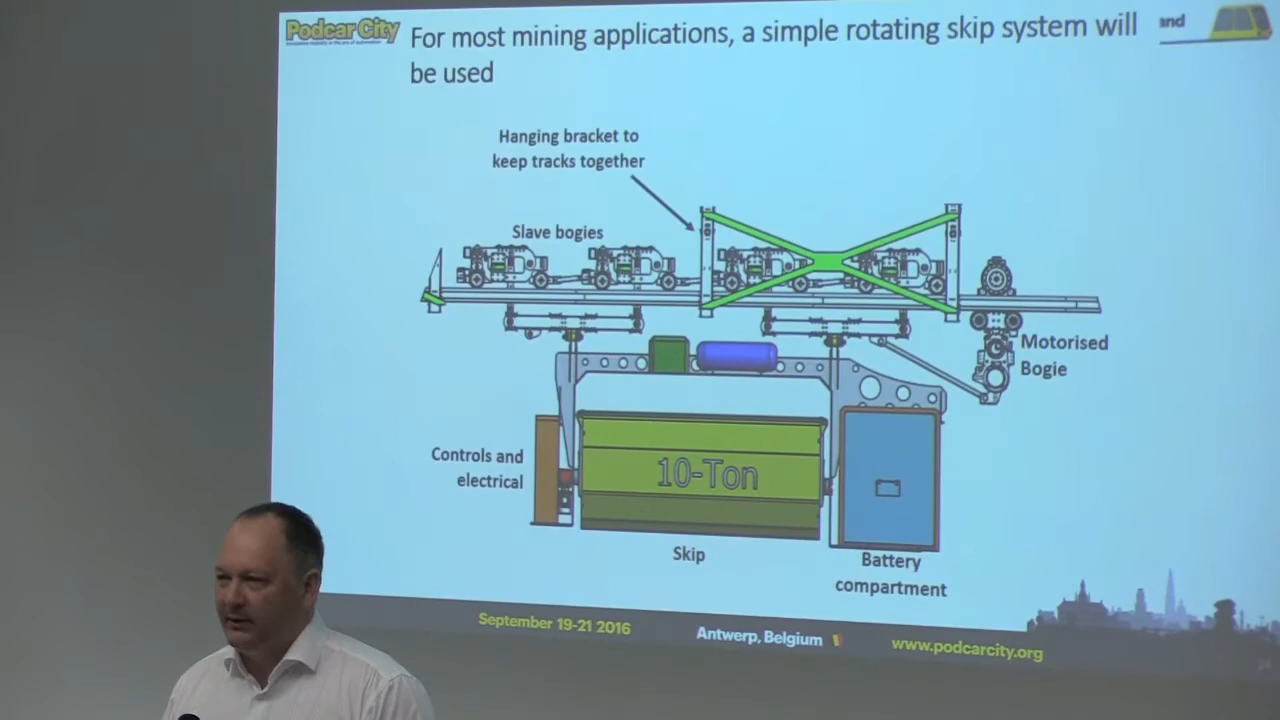 Podcar City
For most mining applications, a simple rotating skip system will
be used
and
Hanging bracket to
keep tracks together
Slave bogies
Motorised
Bogie
Controls and
electrical
10-Ton
Skip
Battery
compartment
September 19-21 2016
Antwerp, Belgium
www.podcarcity.org